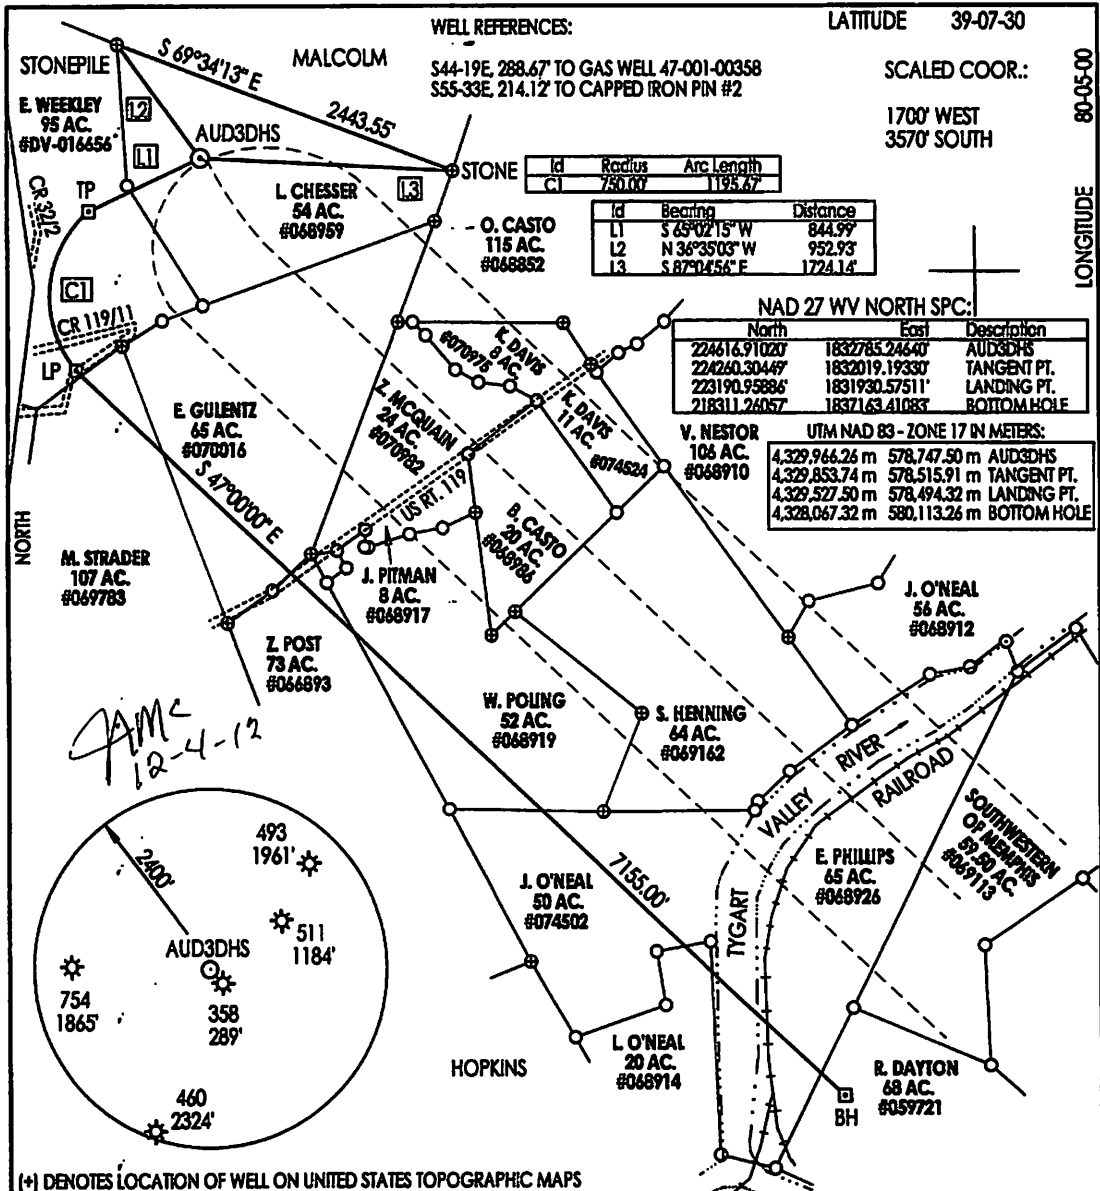 WELL REFERENCES:
S44-19E, 288.67' TO GAS WELL 47-001-00358
S55-33E, 214.12' TO CAPPED IRON PIN #2
LATITUDE 39-07-30
SCALED COOR.:
1700' WEST
3570' SOUTH
80-05-00
LONGITUDE
STONEPILE
S 69°34'13" E
2443.55'
MALCOLM
E. WEEKLEY
95 AC.
#DV-016656
L2
L1
AUD3DHS
TP
CR 32/2
L. CHESSER
54 AC.
#068959
L3
STONE
Id Radius Arc Length
C1 750.00' 1195.67'
Id Bearing Distance
L1 S 65°02'15" W 844.99'
L2 N 36°35'03" W 952.93'
L3 S 87°04'56" E 1724.14'
O. CASTO
115 AC.
#068852
C1
CR 119/11
LP
NAD 27 WV NORTH SPC:
North East Description
224616.91020' 1832785.24640' AUD3DHS
224260.30449' 1832019.19330' TANGENT PT.
223190.95886' 1831930.57511' LANDING PT.
218311.26057' 1837163.41083' BOTTOM HOLE
UTM NAD 83 - ZONE 17 IN METERS:
4,329,966.26 m 578,747.50 m AUD3DHS
4,329,853.74 m 578,515.91 m TANGENT PT.
4,329,527.50 m 578,494.32 m LANDING PT.
4,328,067.32 m 580,113.26 m BOTTOM HOLE
K. DAVIS
8 AC.
#070975
K. DAVIS
11 AC.
#074524
Z. MCQUAIN
24 AC.
#070982
V. NESTOR
106 AC.
#068910
E. GULENTZ
65 AC.
#070016
S 47°00'00" E
US RT. 119
NORTH
M. STRADER
107 AC.
#069783
B. CASTO
20 AC.
#068986
J. PITMAN
8 AC.
#068917
J. O'NEAL
56 AC.
#068912
Z. POST
73 AC.
#066893
W. POLING
52 AC.
#068919
S. HENNING
64 AC.
#069162
JAMC
12-4-12
TYGART
VALLEY
RIVER
RAILROAD
SOUTHWESTERN
OF MEMPHIS
59.50 AC.
#069113
E. PHILLIPS
65 AC.
#068926
7155.00'
J. O'NEAL
50 AC.
#074502
2400'
493
1961'
511
1184'
AUD3DHS
754
1865'
358
289'
460
2324'
HOPKINS
L. O'NEAL
20 AC.
#068914
R. DAYTON
68 AC.
#059721
BH
(+) DENOTES LOCATION OF WELL ON UNITED STATES TOPOGRAPHIC MAPS